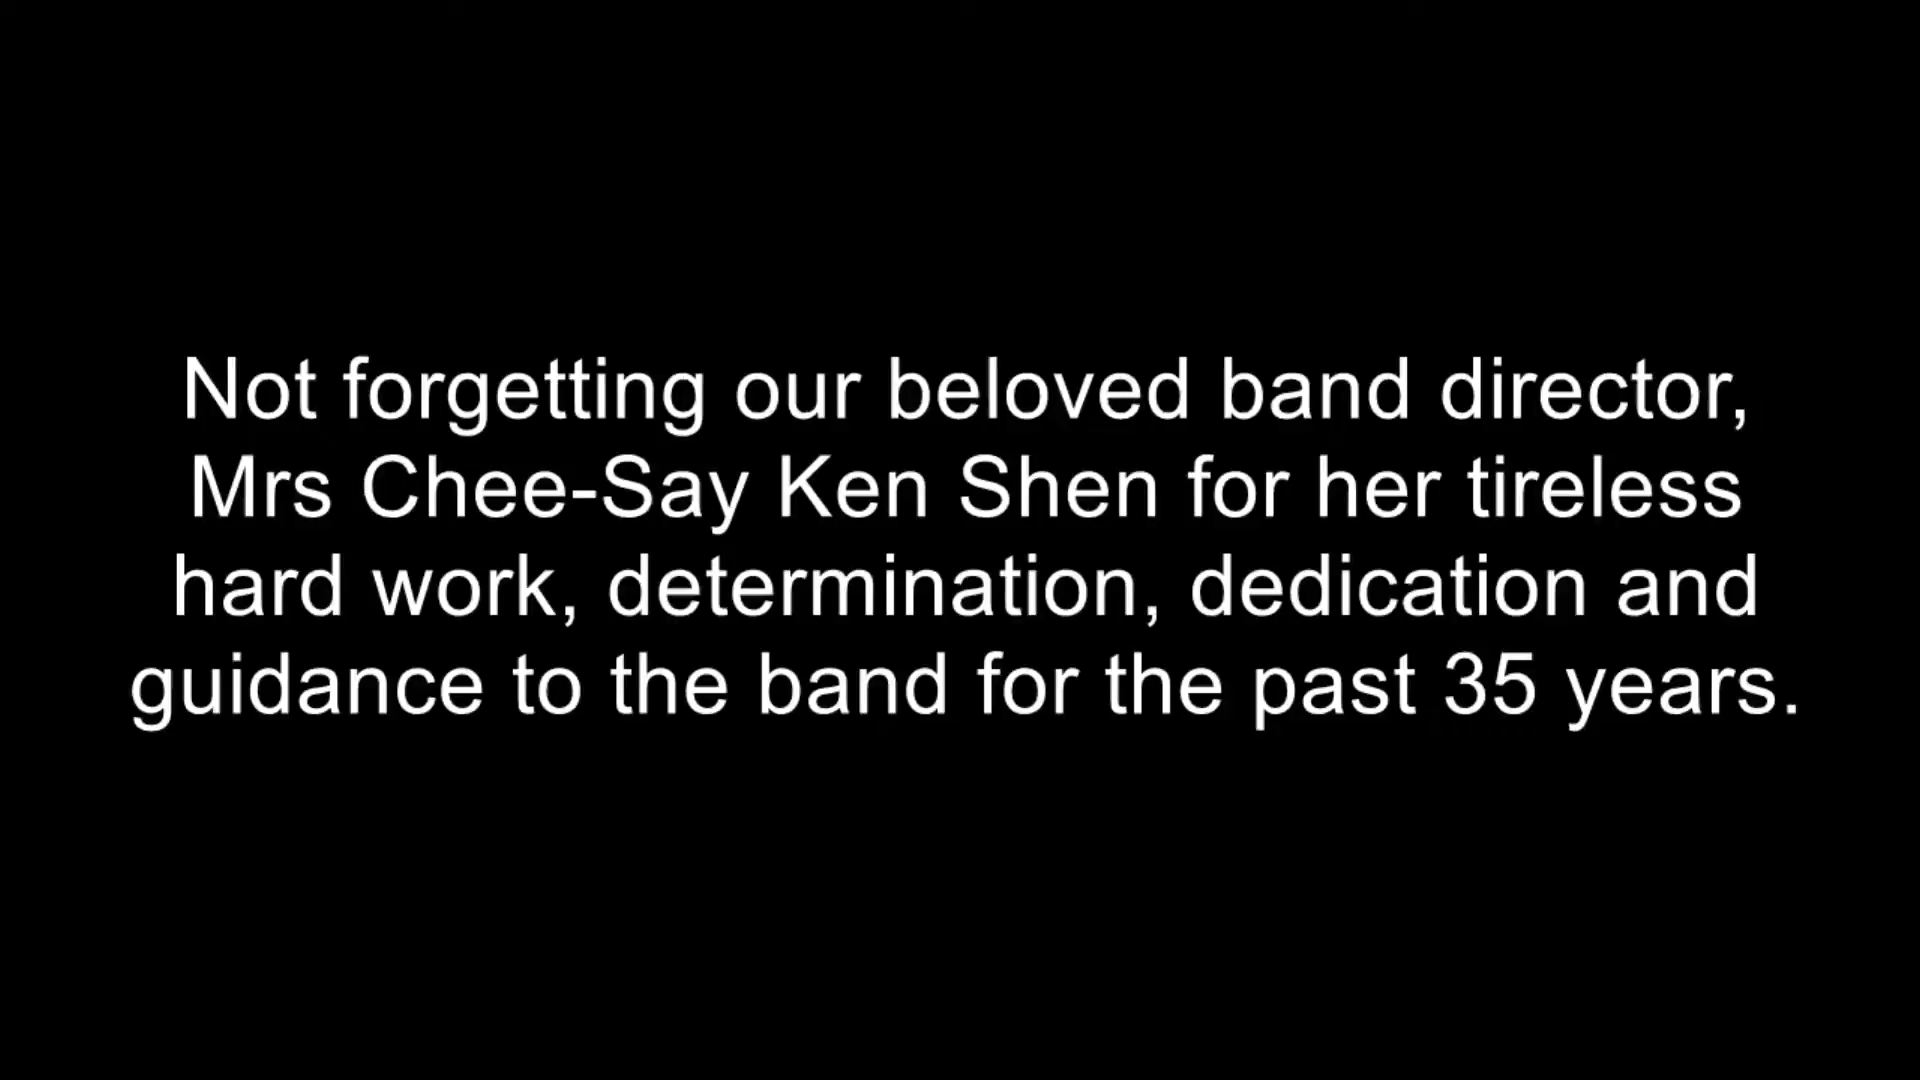 Not forgetting our beloved band director,
Mrs Chee-Say Ken Shen for her tireless
hard work, determination, dedication and
guidance to the band for the past 35 years.